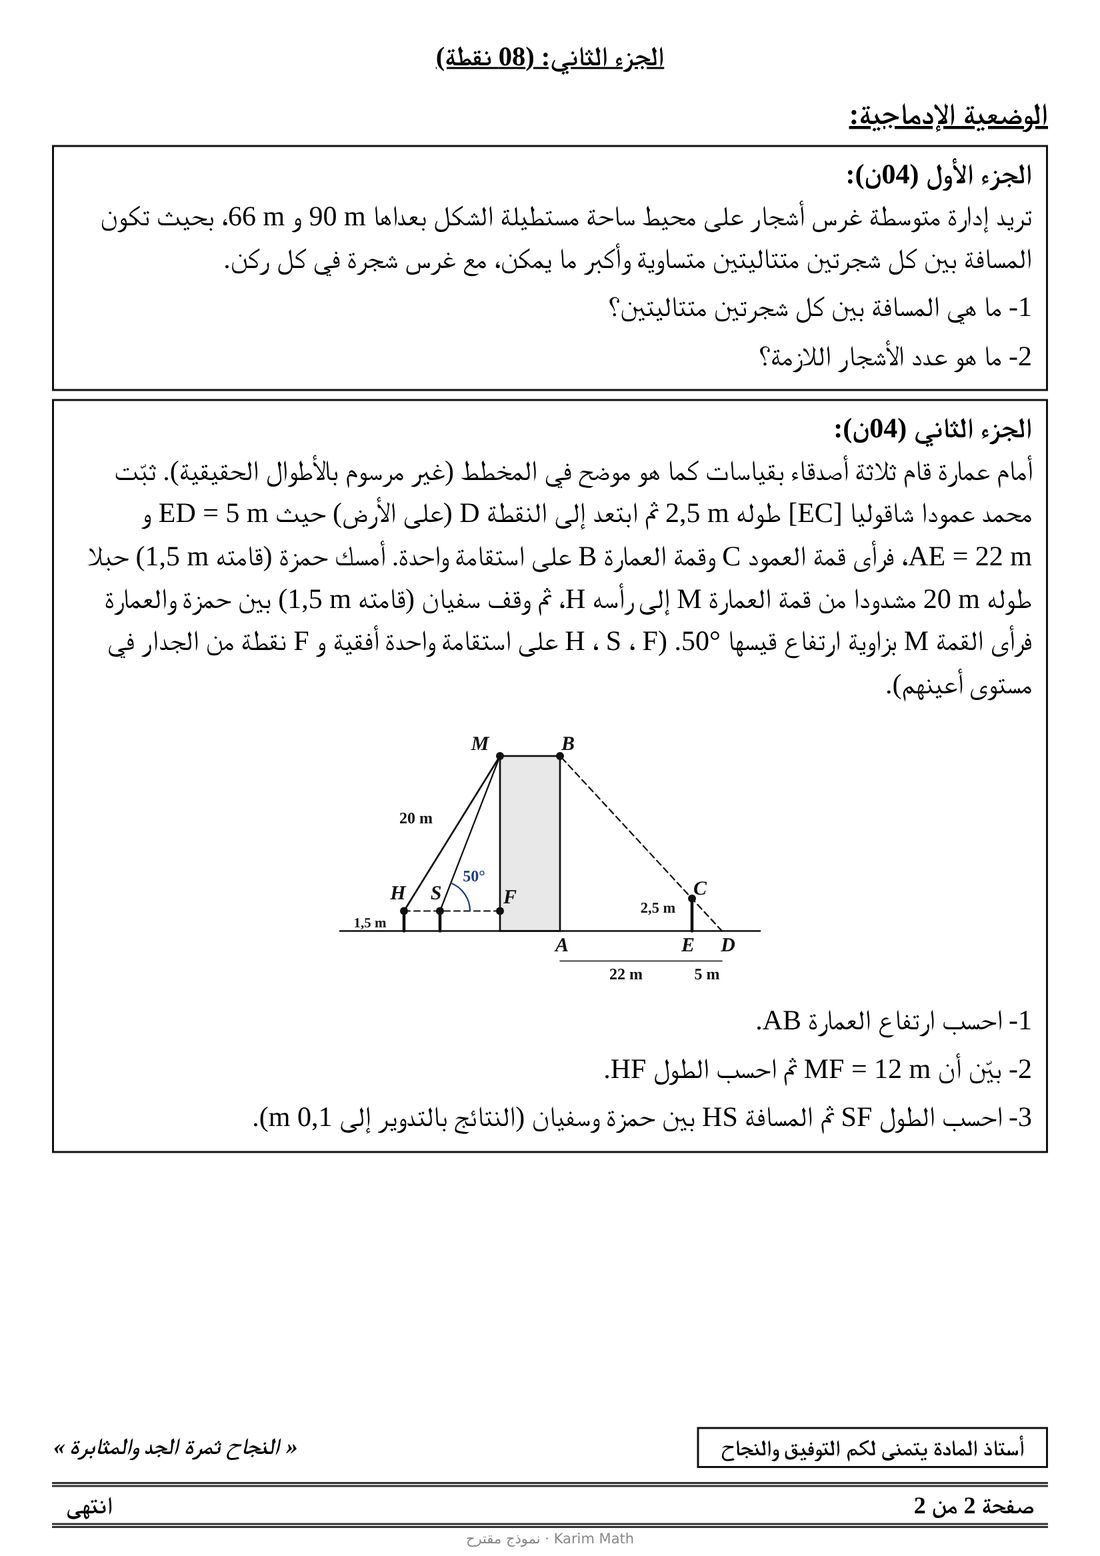 الجزء الثاني: (08 نقطة)
الوضعية الإدماجية:
الجزء الأول (04ن):
تريد إدارة متوسطة غرس أشجار على محيط ساحة مستطيلة الشكل بعداها 90 m و 66 m، بحيث تكون
المسافة بين كل شجرتين متتاليتين متساوية وأكبر ما يمكن، مع غرس شجرة في كل ركن.
1- ما هي المسافة بين كل شجرتين متتاليتين؟
2- ما هو عدد الأشجار اللازمة؟
الجزء الثاني (04ن):
أمام عمارة قام ثلاثة أصدقاء بقياسات كما هو موضح في المخطط (غير مرسوم بالأطوال الحقيقية). ثبّت
محمد عمودا شاقوليا [EC] طوله 2,5 m ثم ابتعد إلى النقطة D (على الأرض) حيث ED = 5 m و
AE = 22 m، فرأى قمة العمود C وقمة العمارة B على استقامة واحدة. أمسك حمزة (قامته 1,5 m) حبلا
طوله 20 m مشدودا من قمة العمارة M إلى رأسه H، ثم وقف سفيان (قامته 1,5 m) بين حمزة والعمارة
فرأى القمة M بزاوية ارتفاع قيسها 50°. (H ، S ، F على استقامة واحدة أفقية و F نقطة من الجدار في
مستوى أعينهم).
M B
20 m
50°
H S F C
2,5 m
1,5 m
A E D
22 m 5 m
1- احسب ارتفاع العمارة AB.
2- بيّن أن MF = 12 m ثم احسب الطول HF.
3- احسب الطول SF ثم المسافة HS بين حمزة وسفيان (النتائج بالتدوير إلى 0,1 m).
أستاذ المادة يتمنى لكم التوفيق والنجاح
« النجاح ثمرة الجد والمثابرة »
صفحة 2 من 2
انتهى
نموذج مقترح · Karim Math